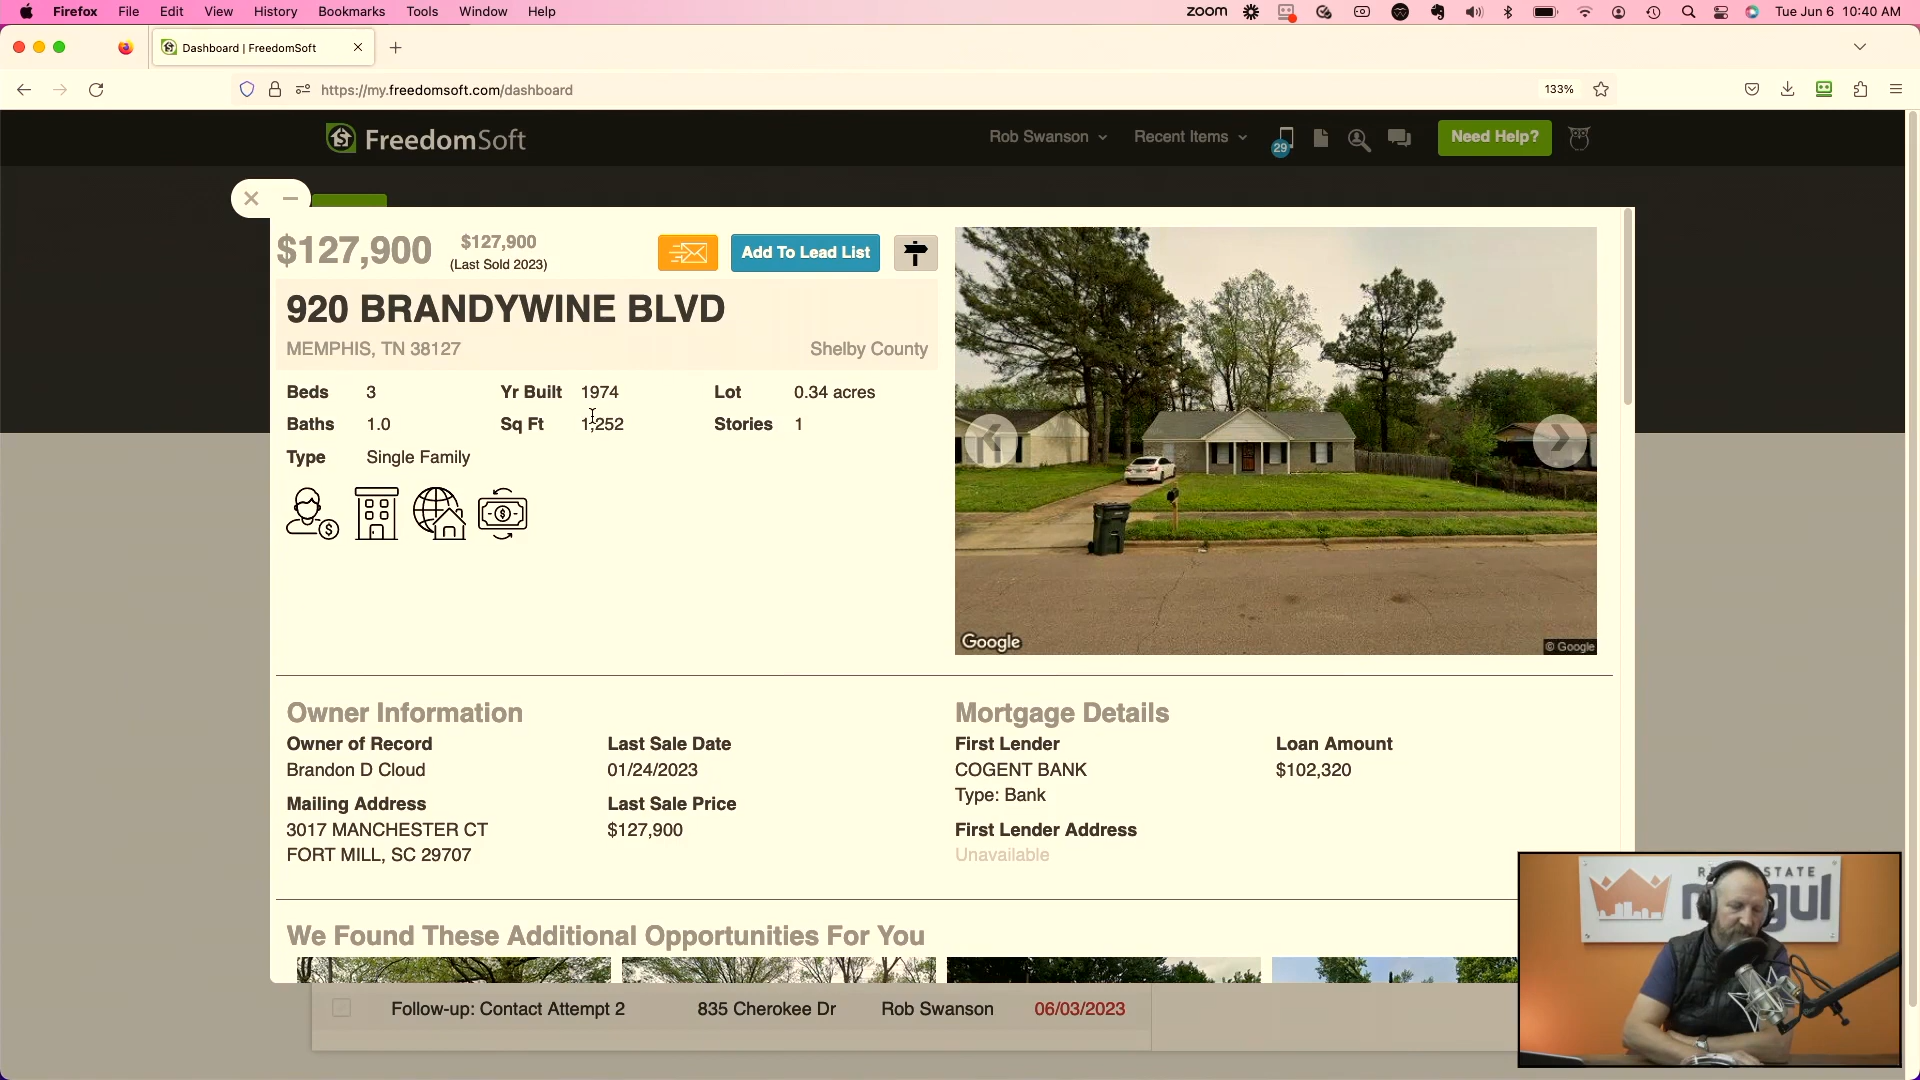 Firefox File Edit View History Bookmarks Tools Window Help zoom Tue Jun 6 10:40 AM
Dashboard | FreedomSoft
https://my.freedomsoft.com/dashboard 133%
FreedomSoft Rob Swanson Recent Items 29 Need Help?
$127,900 $127,900 Add To Lead List
(Last Sold 2023)
920 BRANDYWINE BLVD
MEMPHIS, TN 38127 Shelby County
Beds 3 Yr Built 1974 Lot 0.34 acres
Baths 1.0 Sq Ft 1,252 Stories 1
Type Single Family
Google © Google
Owner Information
Owner of Record Last Sale Date
Brandon D Cloud 01/24/2023
Mailing Address Last Sale Price
3017 MANCHESTER CT $127,900
FORT MILL, SC 29707
Mortgage Details
First Lender Loan Amount
COGENT BANK $102,320
Type: Bank
First Lender Address
Unavailable
We Found These Additional Opportunities For You
Follow-up: Contact Attempt 2 835 Cherokee Dr Rob Swanson 06/03/2023